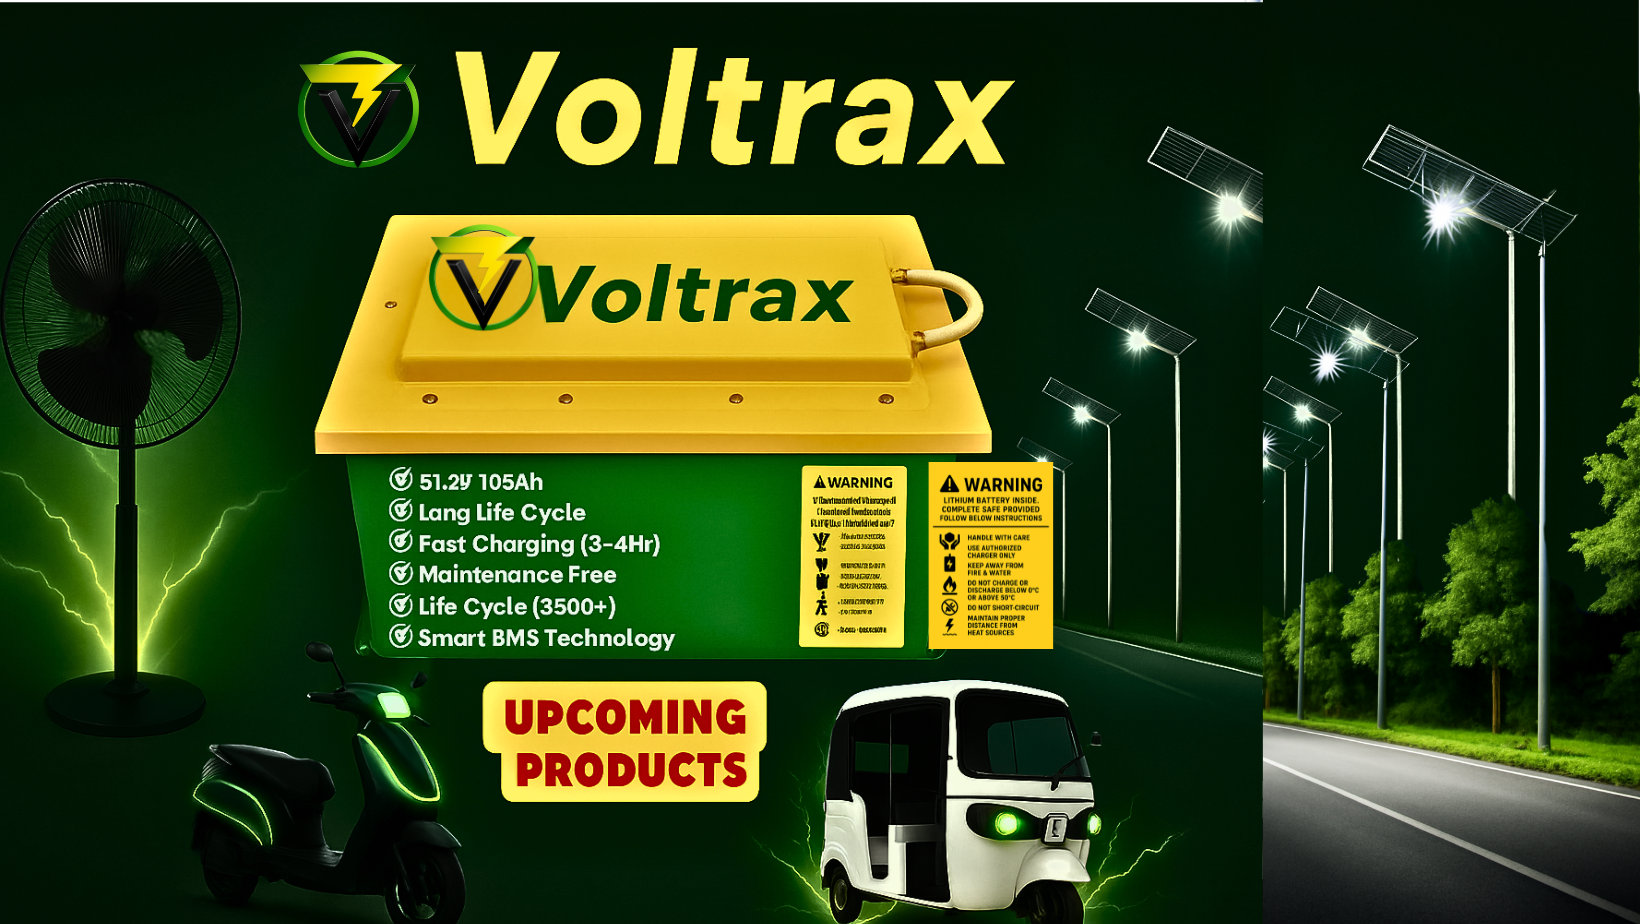 Voltrax
Voltrax
51.2V 105Ah
Lang Life Cycle
Fast Charging (3-4Hr)
Maintenance Free
Life Cycle (3500+)
Smart BMS Technology
WARNING
WARNING
LITHIUM BATTERY INSIDE.
COMPLETE SAFE PROVIDED
FOLLOW BELOW INSTRUCTIONS
HANDLE WITH CARE
USE AUTHORIZED
CHARGER ONLY
KEEP AWAY FROM
FIRE & WATER
DO NOT CHARGE OR
DISCHARGE BELOW 0°C
OR ABOVE 50°C
DO NOT SHORT-CIRCUIT
MAINTAIN PROPER
DISTANCE FROM
HEAT SOURCES
UPCOMING
PRODUCTS